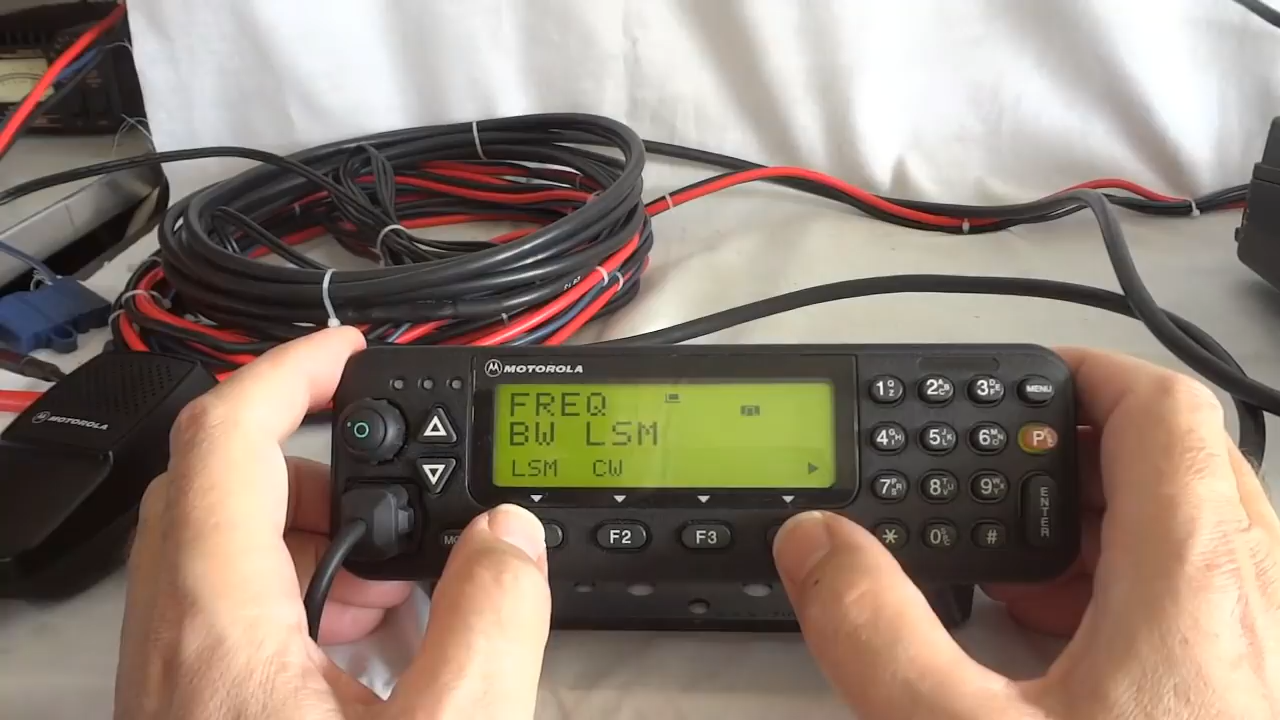 MOTOROLA
FREQ
BW LSM
LSM CW
F2 F3
1 2 3 MENU
4 5 6 P
7 8 9
* 0 # ENTER
MOTOROLA